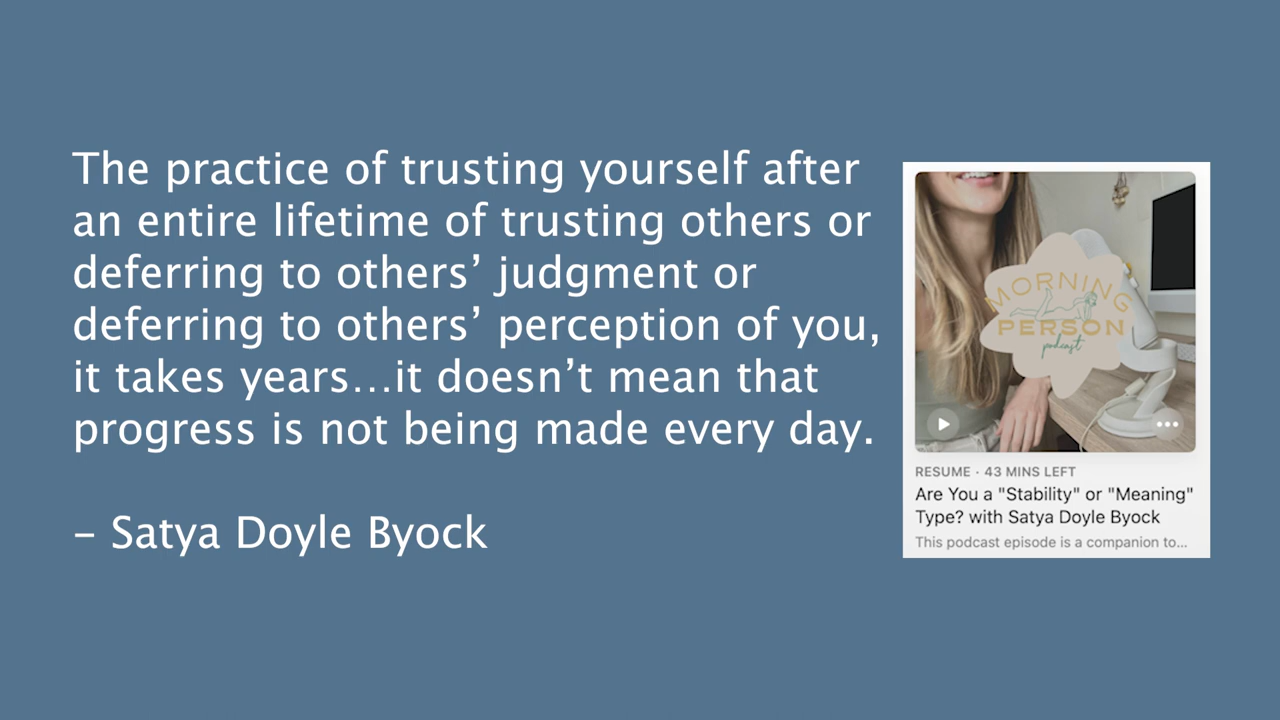 The practice of trusting yourself after
an entire lifetime of trusting others or
deferring to others’ judgment or
deferring to others’ perception of you,
it takes years…it doesn’t mean that
progress is not being made every day.
– Satya Doyle Byock
MORNING
PERSON
podcast
RESUME · 43 MINS LEFT
Are You a "Stability" or "Meaning"
Type? with Satya Doyle Byock
This podcast episode is a companion to...